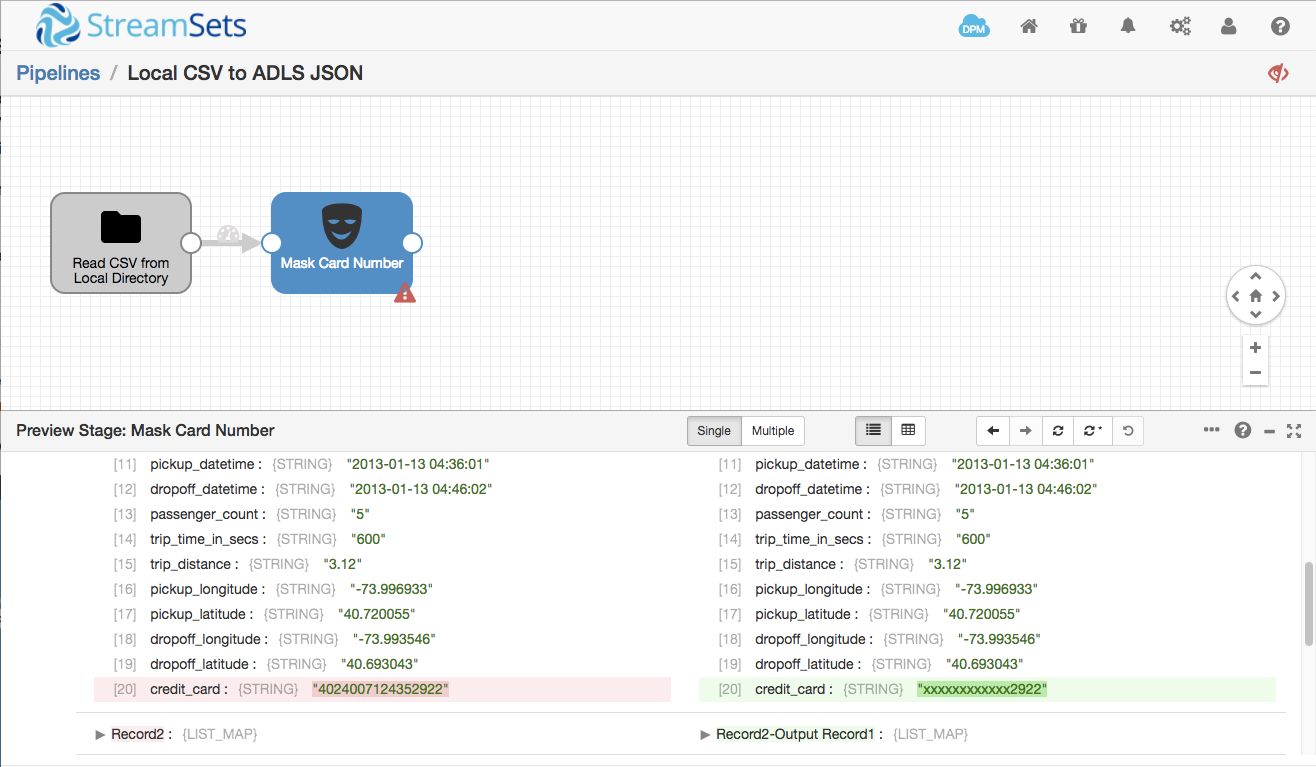 StreamSets
DPM
Pipelines / Local CSV to ADLS JSON
Read CSV from
Local Directory
Mask Card Number
Preview Stage: Mask Card Number
Single
Multiple
[11] pickup_datetime : {STRING} "2013-01-13 04:36:01"
[12] dropoff_datetime : {STRING} "2013-01-13 04:46:02"
[13] passenger_count : {STRING} "5"
[14] trip_time_in_secs : {STRING} "600"
[15] trip_distance : {STRING} "3.12"
[16] pickup_longitude : {STRING} "-73.996933"
[17] pickup_latitude : {STRING} "40.720055"
[18] dropoff_longitude : {STRING} "-73.993546"
[19] dropoff_latitude : {STRING} "40.693043"
[20] credit_card : {STRING} "4024007124352922"
Record2 : {LIST_MAP}
[11] pickup_datetime : {STRING} "2013-01-13 04:36:01"
[12] dropoff_datetime : {STRING} "2013-01-13 04:46:02"
[13] passenger_count : {STRING} "5"
[14] trip_time_in_secs : {STRING} "600"
[15] trip_distance : {STRING} "3.12"
[16] pickup_longitude : {STRING} "-73.996933"
[17] pickup_latitude : {STRING} "40.720055"
[18] dropoff_longitude : {STRING} "-73.993546"
[19] dropoff_latitude : {STRING} "40.693043"
[20] credit_card : {STRING} "xxxxxxxxxxxx2922"
Record2-Output Record1 : {LIST_MAP}